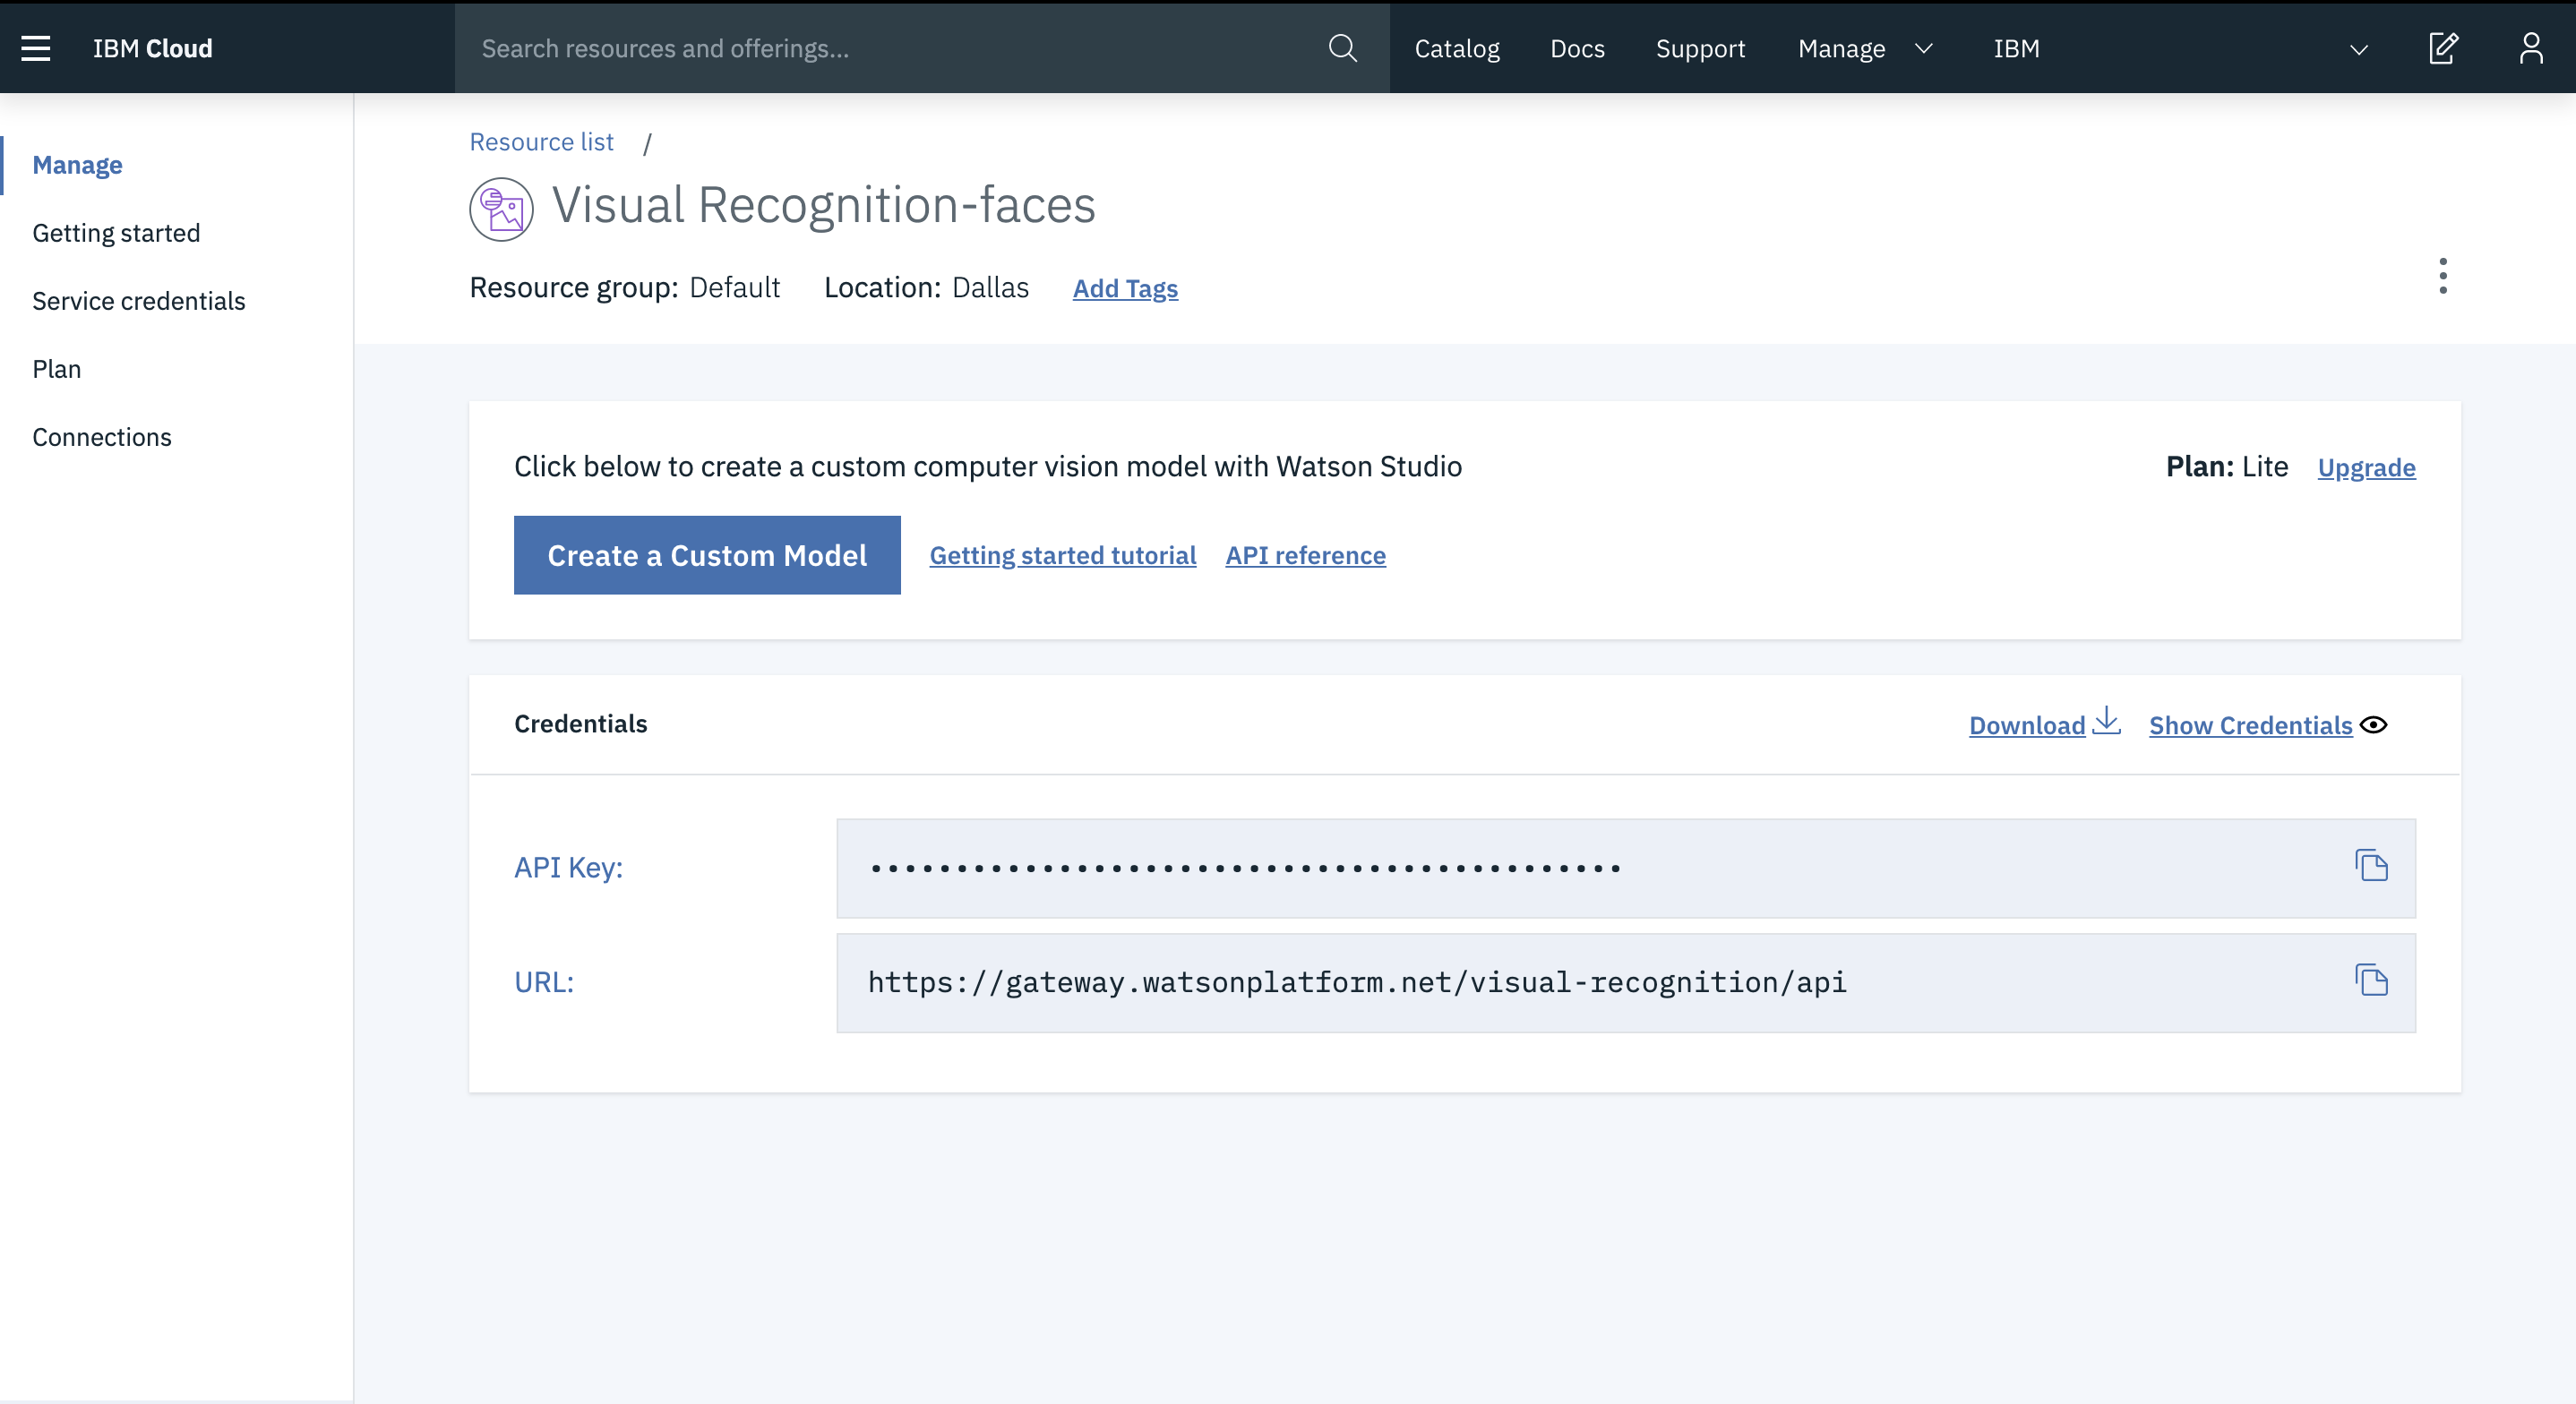 IBM Cloud
Search resources and offerings...
Catalog Docs Support Manage IBM
Manage
Getting started
Service credentials
Plan
Connections
Resource list /
Visual Recognition-faces
Resource group: Default Location: Dallas Add Tags
Click below to create a custom computer vision model with Watson Studio
Plan: Lite Upgrade
Create a Custom Model Getting started tutorial API reference
Credentials
Download Show Credentials
API Key: ••••••••••••••••••••••••••••••••••••••••••••
URL: https://gateway.watsonplatform.net/visual-recognition/api